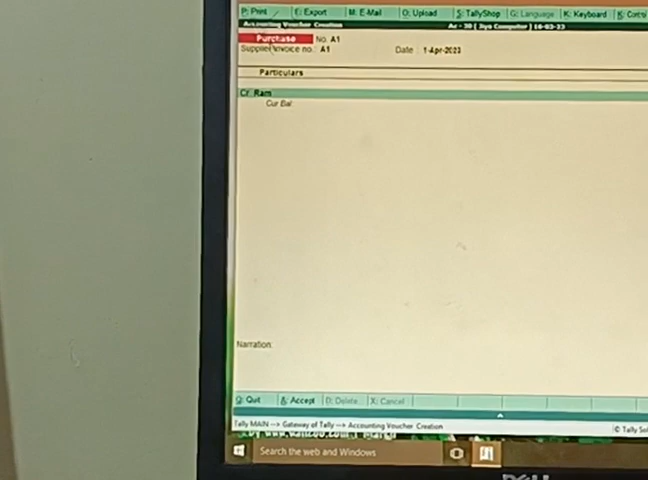 P: Print E: Export M: E-Mail O: Upload S: TallyShop G: Language K: Keyboard
Accounting Voucher Creation
Purchase No. A1
Supplier Invoice no.: A1 Date : 1-Apr-2023
Particulars
Cr Ram
Cur Bal:
Narration:
Q: Quit A: Accept D: Delete X: Cancel
Tally MAIN --> Gateway of Tally --> Accounting Voucher Creation © Tally
Search the web and Windows
DELL